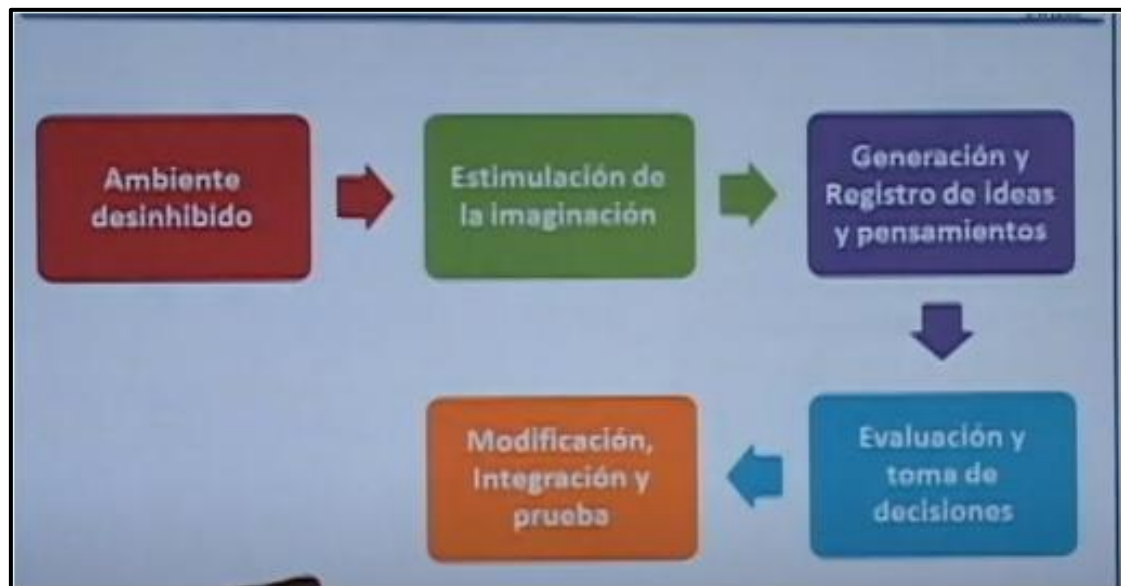 Ambiente
desinhibido
Estimulación de
la imaginación
Generación y
Registro de ideas
y pensamientos
Evaluación y
toma de
decisiones
Modificación,
Integración y
prueba